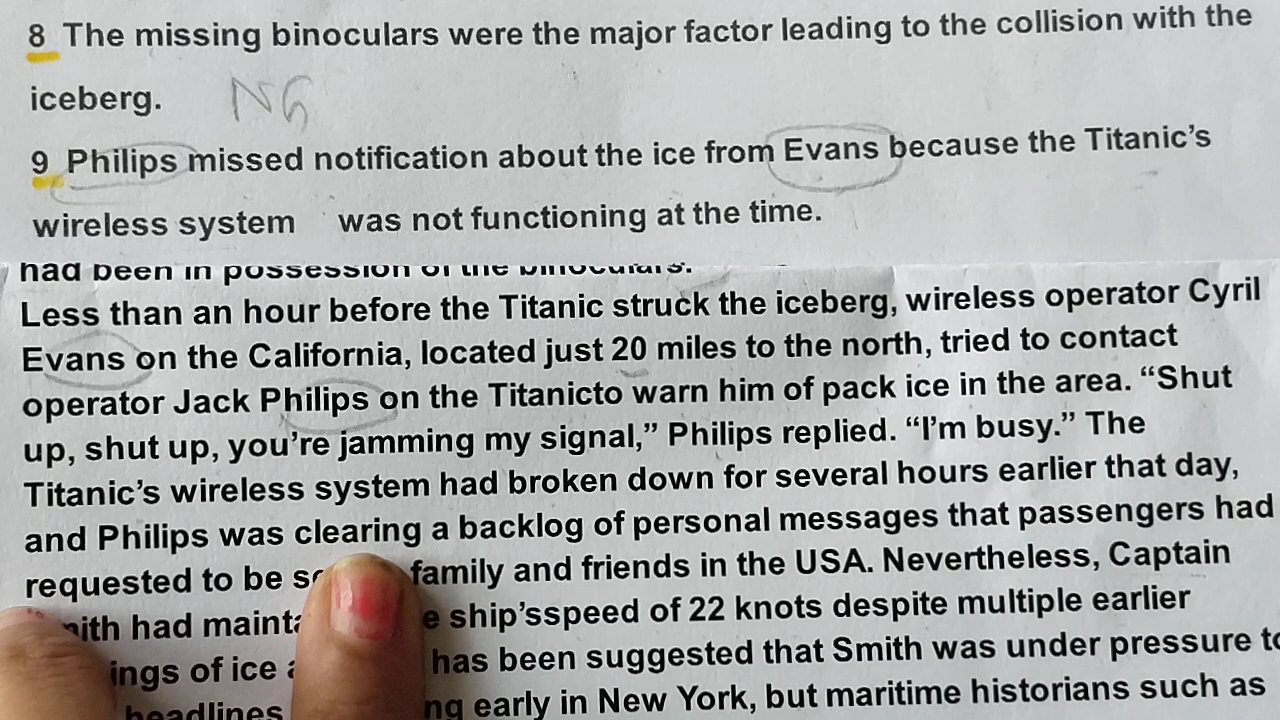 8 The missing binoculars were the major factor leading to the collision with the
iceberg. NG
9 Philips missed notification about the ice from Evans because the Titanic's
wireless system was not functioning at the time.
had been in possession of the binoculars.
Less than an hour before the Titanic struck the iceberg, wireless operator Cyril
Evans on the California, located just 20 miles to the north, tried to contact
operator Jack Philips on the Titanicto warn him of pack ice in the area. “Shut
up, shut up, you're jamming my signal,” Philips replied. “I'm busy.” The
Titanic's wireless system had broken down for several hours earlier that day,
and Philips was clearing a backlog of personal messages that passengers had
requested to be family and friends in the USA. Nevertheless, Captain
had ship'sspeed of 22 knots despite multiple earlier
of ice has been suggested that Smith was under pressure to
headlines early in New York, but maritime historians such as